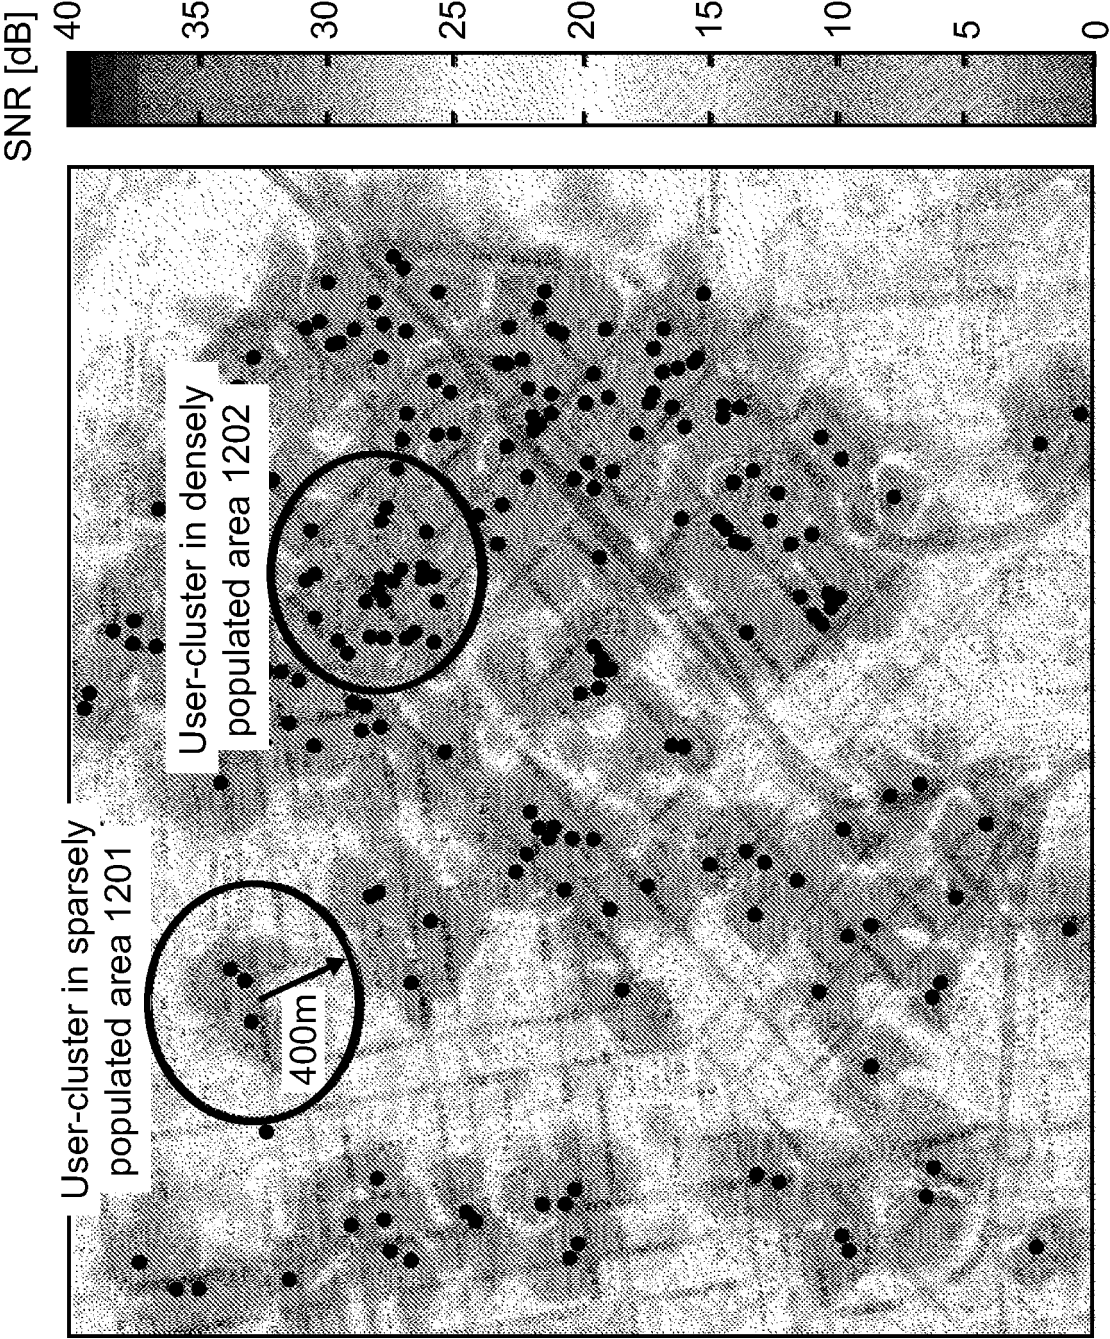 User-cluster in sparsely
populated area 1201
400m
User-cluster in densely
populated area 1202
SNR [dB]
40
35
30
25
20
15
10
5
0